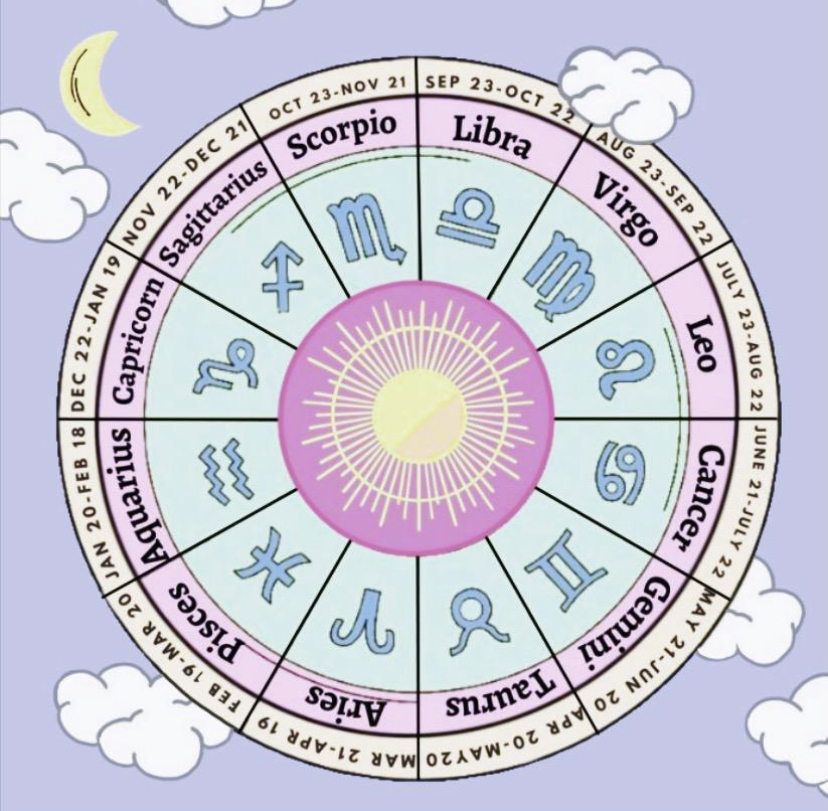 SEP 23-OCT 22
Libra
AUG 23-SEP 22
Virgo
JULY 23-AUG 22
Leo
JUNE 21-JULY 22
Cancer
MAY 21-JUN 20
Gemini
APR 20-MAY20
Taurus
MAR 21-APR 19
Aries
FEB 19-MAR 20
Pisces
JAN 20-FEB 18
Aquarius
DEC 22-JAN 19
Capricorn
NOV 22-DEC 21
Sagittarius
OCT 23-NOV 21
Scorpio